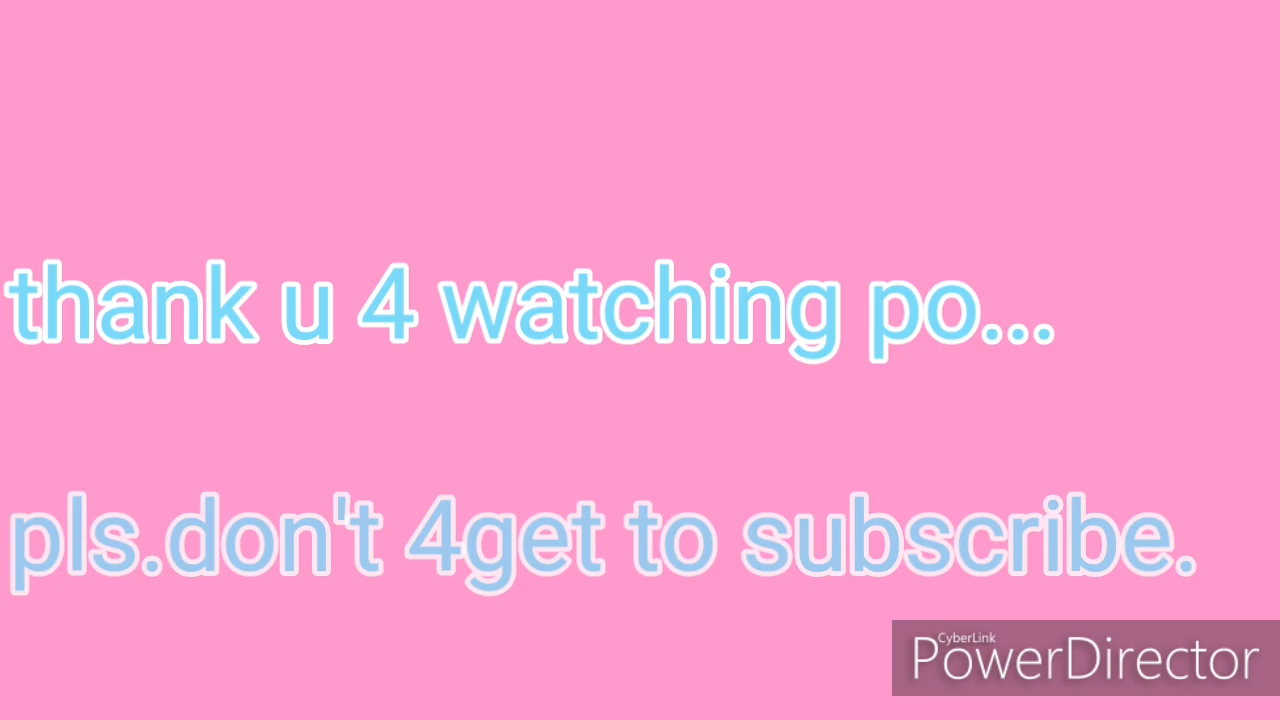 thank u 4 watching po...
pls.don't 4get to subscribe.
CyberLink
PowerDirector